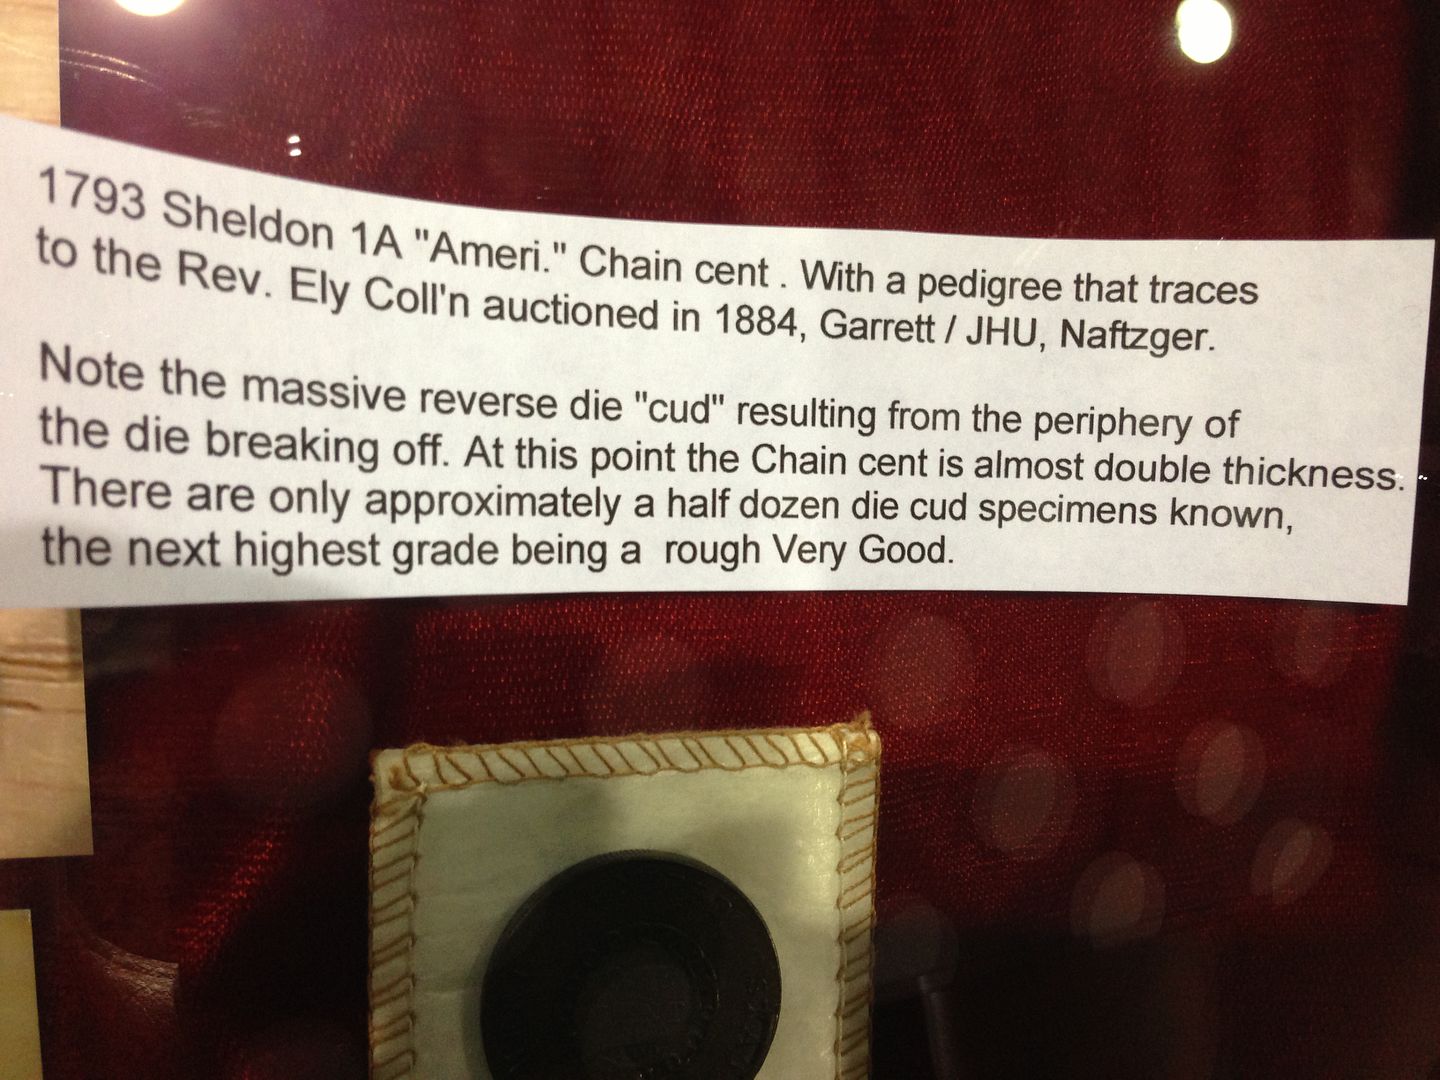 1793 Sheldon 1A "Ameri." Chain cent . With a pedigree that traces
to the Rev. Ely Coll'n auctioned in 1884, Garrett / JHU, Naftzger.
Note the massive reverse die "cud" resulting from the periphery of
the die breaking off. At this point the Chain cent is almost double thickness.
There are only approximately a half dozen die cud specimens known,
the next highest grade being a rough Very Good.